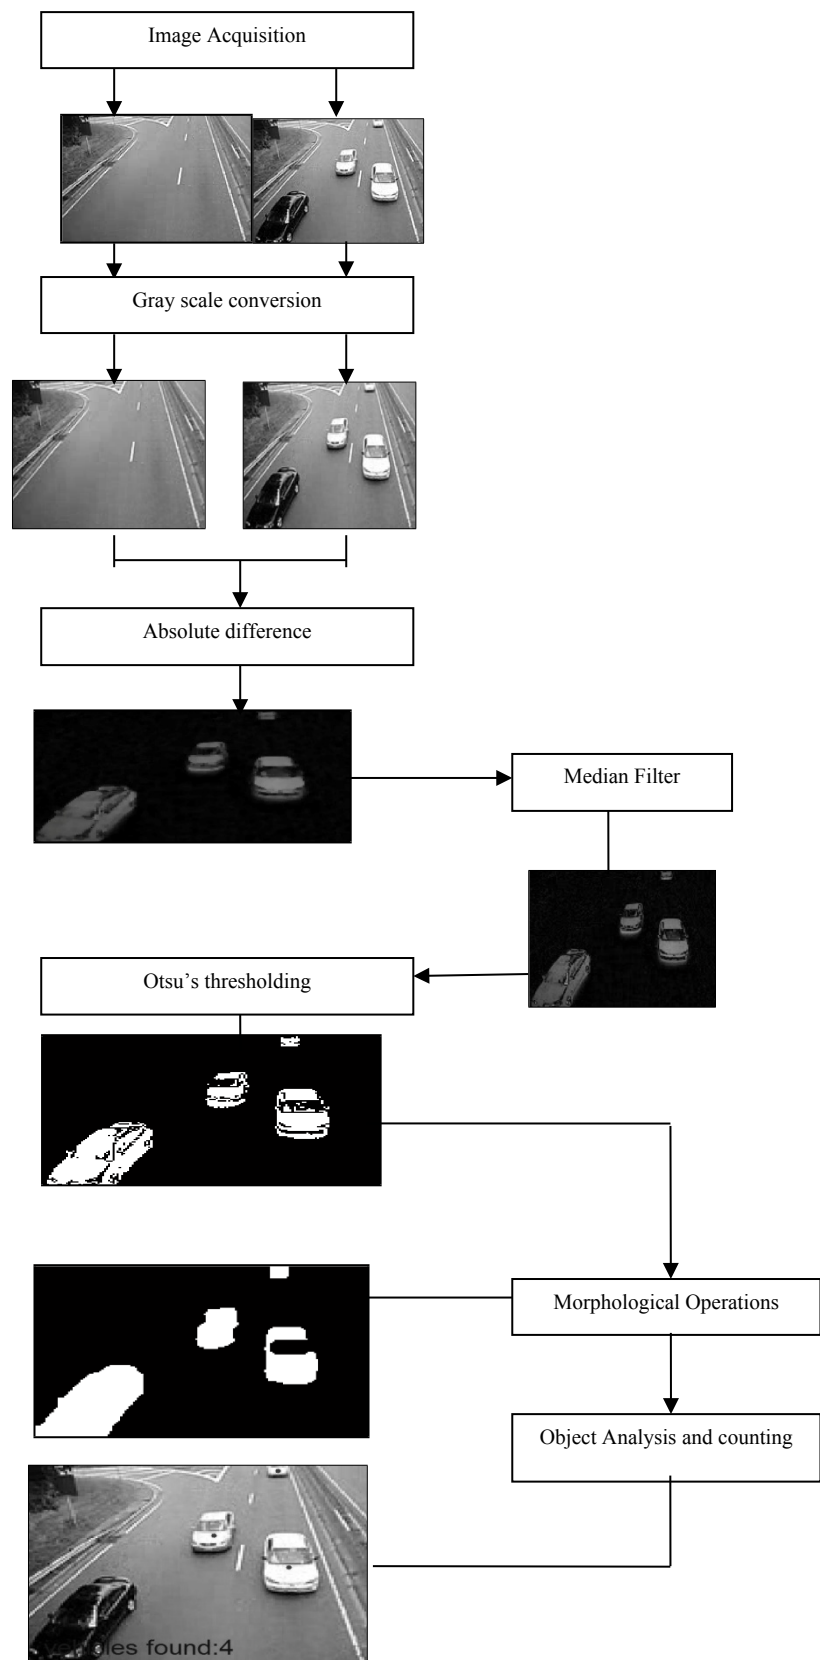 Image Acquisition
Gray scale conversion
Absolute difference
Median Filter
Otsu’s thresholding
Morphological Operations
Object Analysis and counting
vehicles found:4